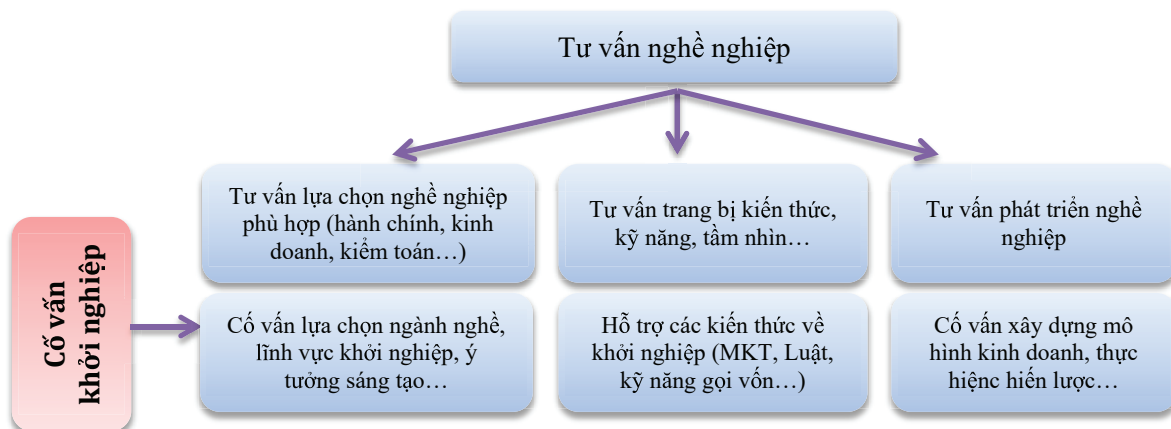 Tư vấn nghề nghiệp
Tư vấn lựa chọn nghề nghiệp
phù hợp (hành chính, kinh
doanh, kiểm toán…)
Tư vấn trang bị kiến thức,
kỹ năng, tầm nhìn…
Tư vấn phát triển nghề
nghiệp
Cố vấn
khởi nghiệp
Cố vấn lựa chọn ngành nghề,
lĩnh vực khởi nghiệp, ý
tưởng sáng tạo…
Hỗ trợ các kiến thức về
khởi nghiệp (MKT, Luật,
kỹ năng gọi vốn…)
Cố vấn xây dựng mô
hình kinh doanh, thực
hiệnc hiến lược…